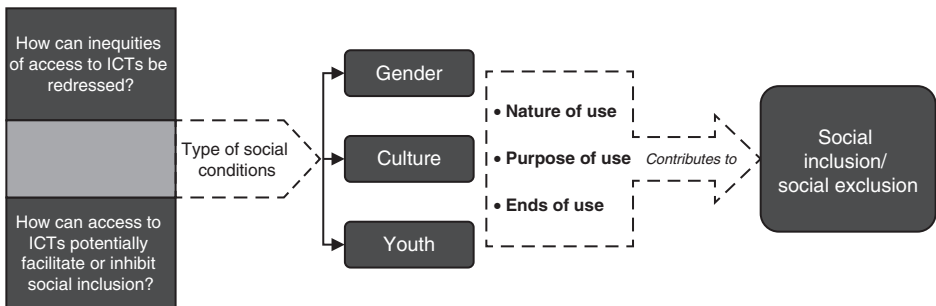 How can inequities
of access to ICTs be
redressed?
How can access to
ICTs potentially
facilitate or inhibit
social inclusion?
Type of social
conditions
Gender
Culture
Youth
• Nature of use
• Purpose of use
• Ends of use
Contributes to
Social
inclusion/
social exclusion